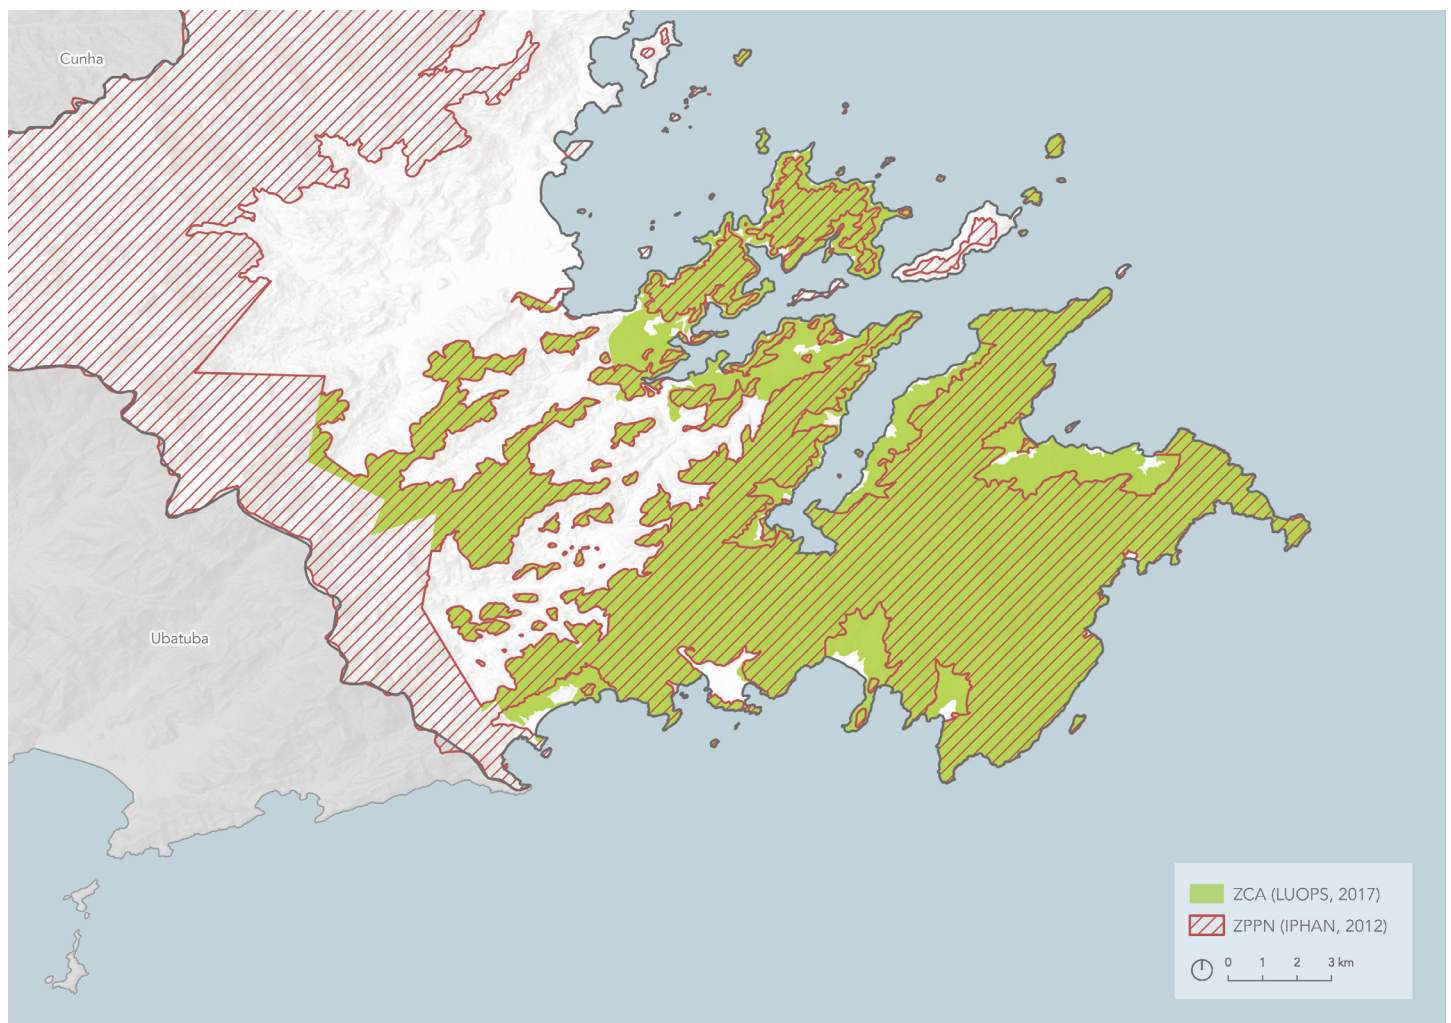 Cunha
Ubatuba
ZCA (LUOPS, 2017)
ZPPN (IPHAN, 2012)
0 1 2 3 km